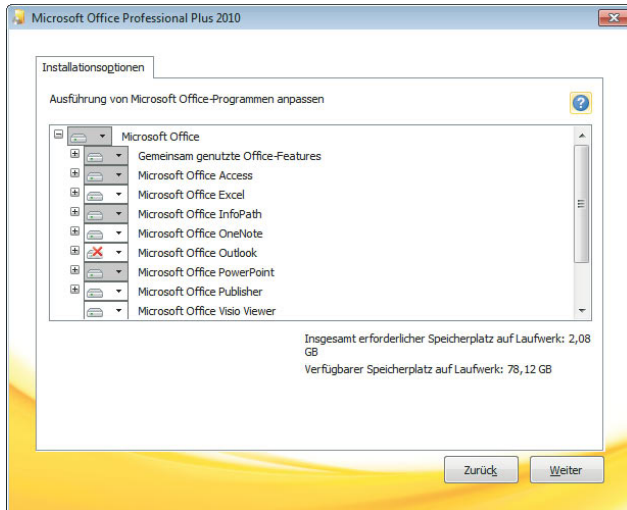 Microsoft Office Professional Plus 2010
Installationsoptionen
Ausführung von Microsoft Office-Programmen anpassen
Microsoft Office
Gemeinsam genutzte Office-Features
Microsoft Office Access
Microsoft Office Excel
Microsoft Office InfoPath
Microsoft Office OneNote
Microsoft Office Outlook
Microsoft Office PowerPoint
Microsoft Office Publisher
Microsoft Office Visio Viewer
Insgesamt erforderlicher Speicherplatz auf Laufwerk: 2,08
GB
Verfügbarer Speicherplatz auf Laufwerk: 78,12 GB
Zurück Weiter